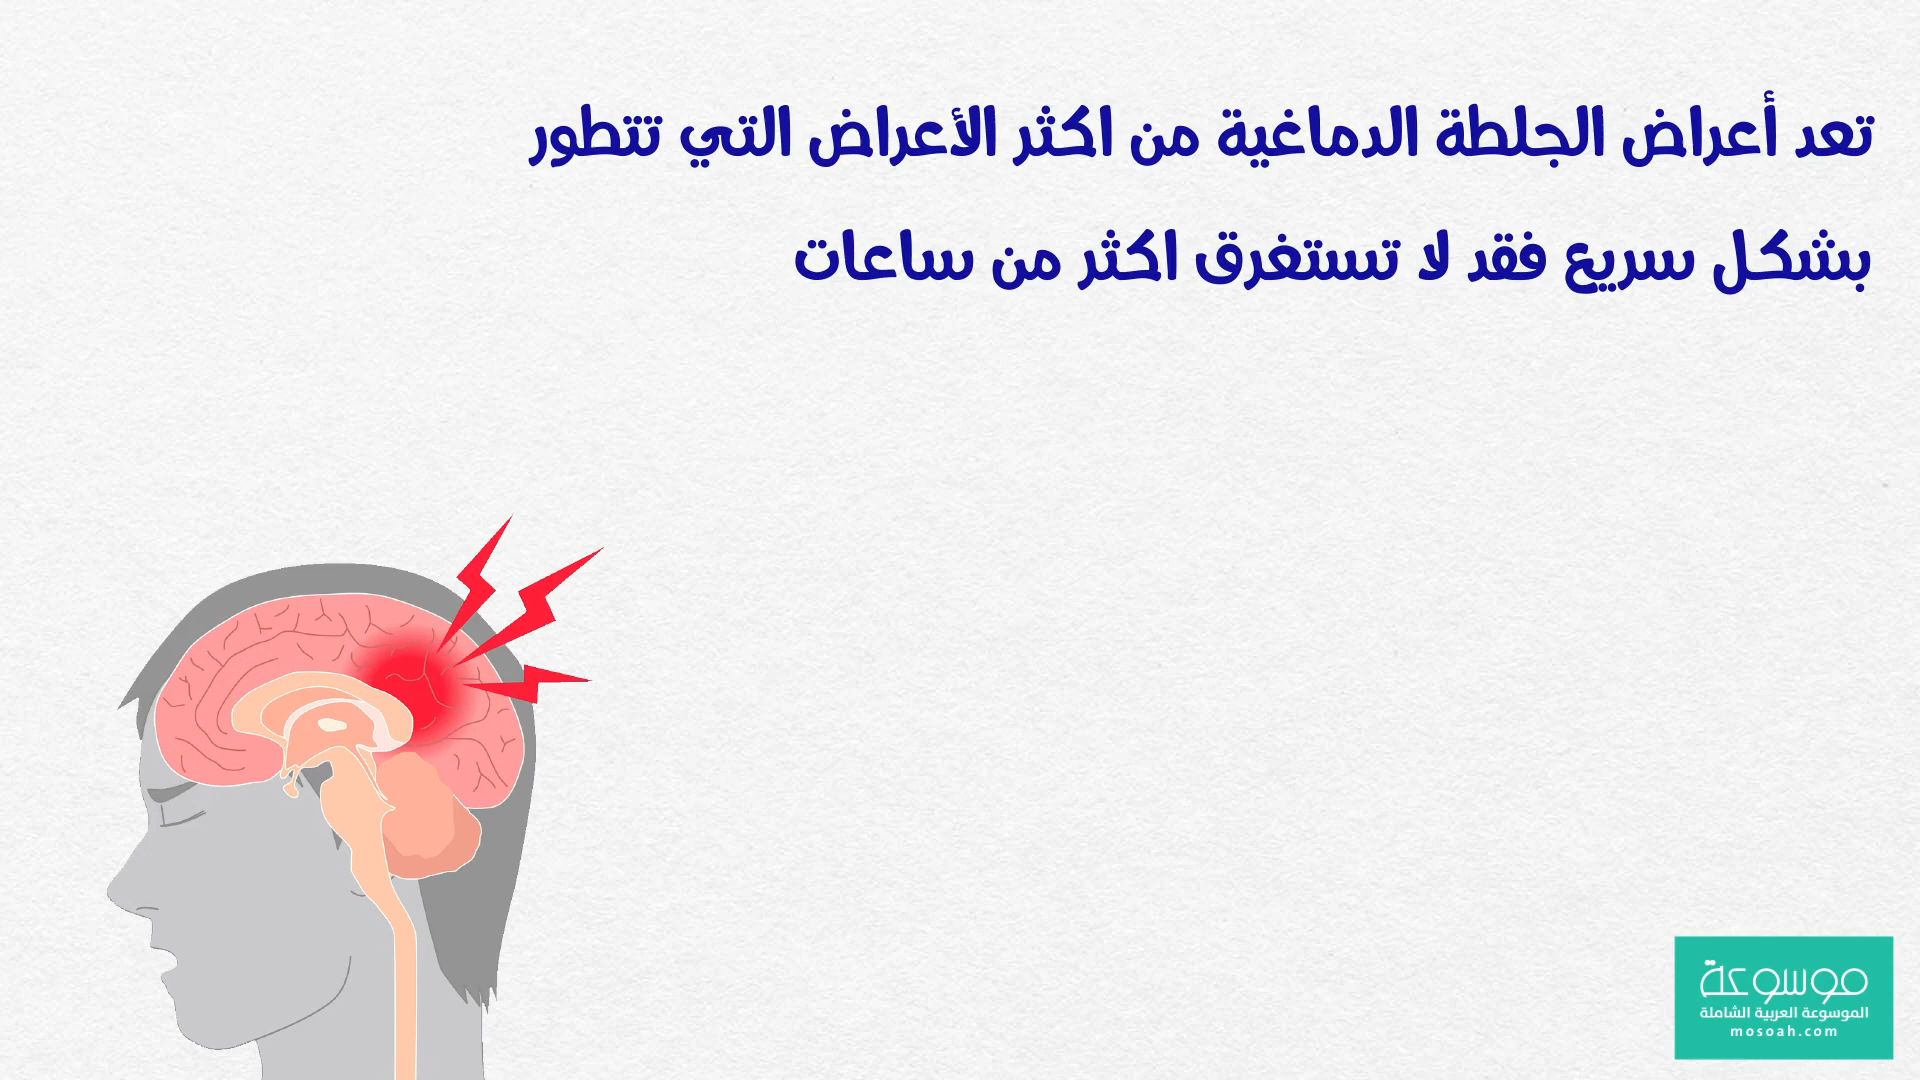 تعد أعراض الجلطة الدماغية من اكثر الأعراض التي تتطور
بشكل سريع فقد لا تستغرق اكثر من ساعات
موسوعة
الموسوعة العربية الشاملة
mosoah.com